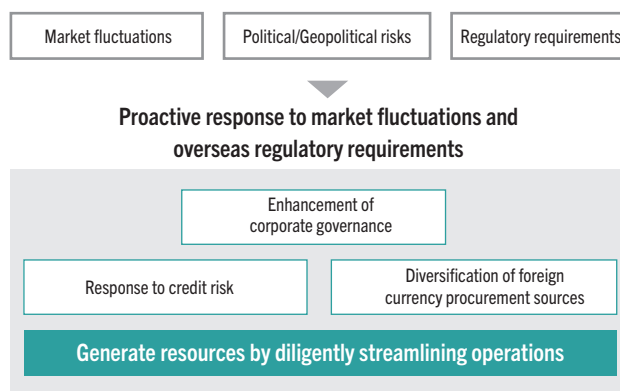 Market fluctuations
Political/Geopolitical risks
Regulatory requirements
Proactive response to market fluctuations and
overseas regulatory requirements
Enhancement of
corporate governance
Response to credit risk
Diversification of foreign
currency procurement sources
Generate resources by diligently streamlining operations